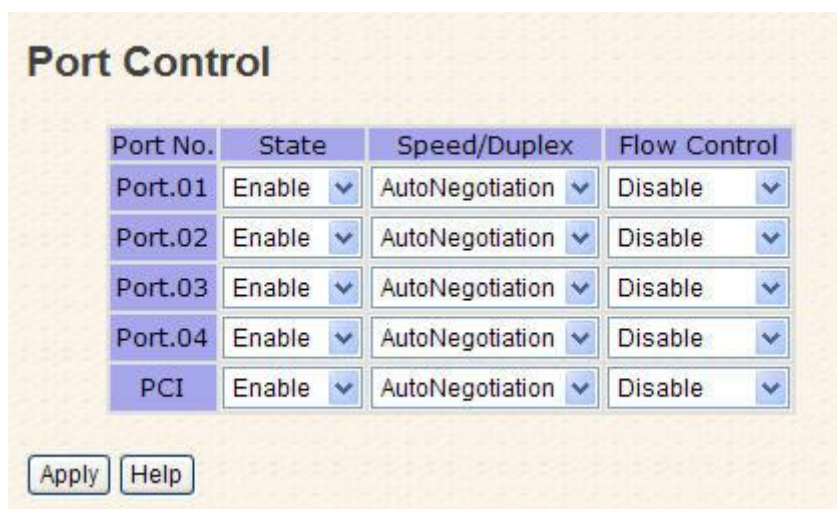 Port Control
Port No. State Speed/Duplex Flow Control
Port.01 Enable AutoNegotiation Disable
Port.02 Enable AutoNegotiation Disable
Port.03 Enable AutoNegotiation Disable
Port.04 Enable AutoNegotiation Disable
PCI Enable AutoNegotiation Disable
Apply Help